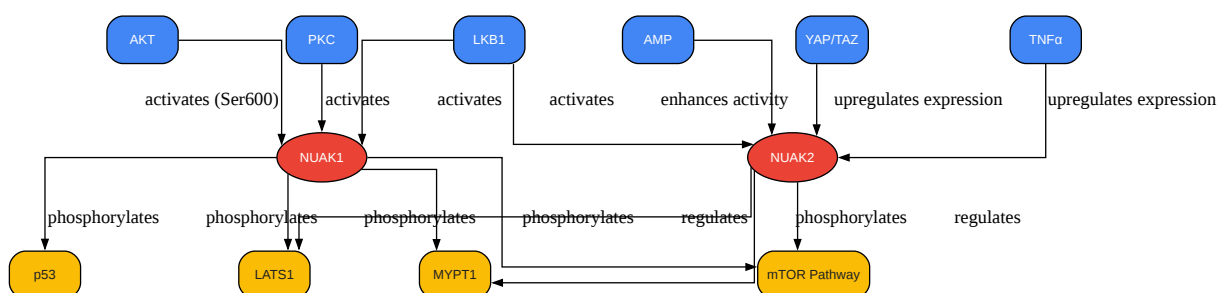 AKT
PKC
LKB1
AMP
YAP/TAZ
TNFα
activates (Ser600)
activates
activates
activates
enhances activity
upregulates expression
upregulates expression
NUAK1
NUAK2
phosphorylates
phosphorylates
phosphorylates
phosphorylates
regulates
phosphorylates
regulates
p53
LATS1
MYPT1
mTOR Pathway